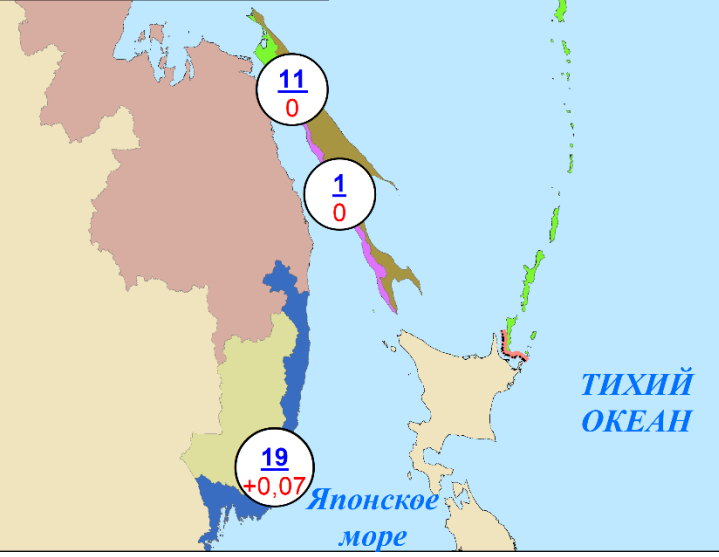 11
0
1
0
19
+0,07
ТИХИЙ
ОКЕАН
Японское
море